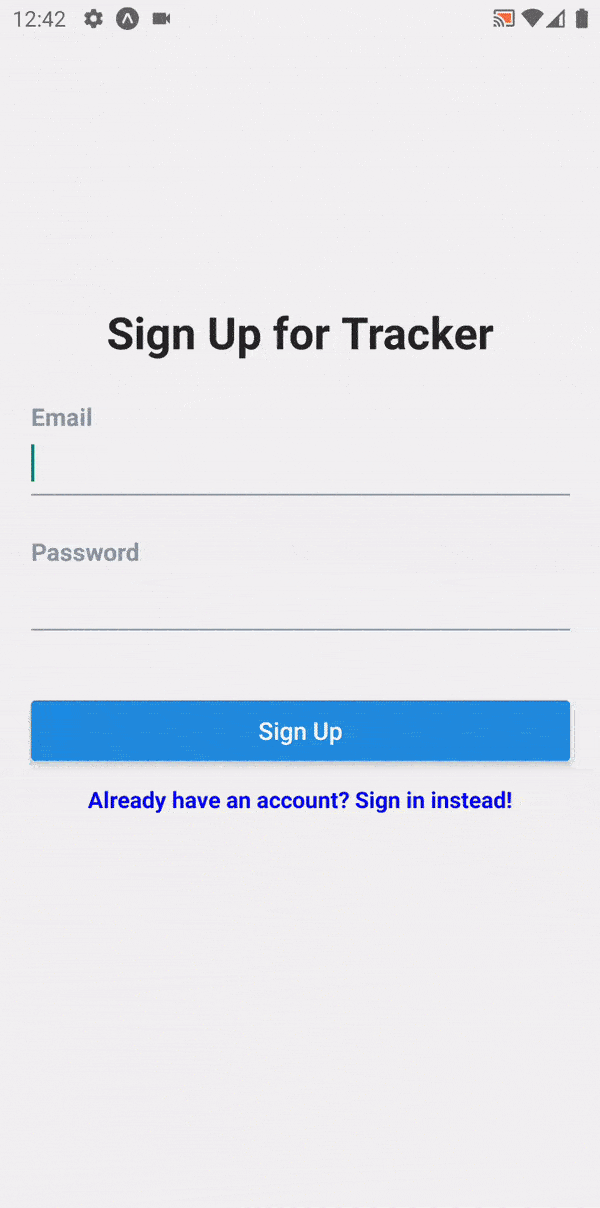 12:42
Sign Up for Tracker
Email
Password
Sign Up
Already have an account? Sign in instead!